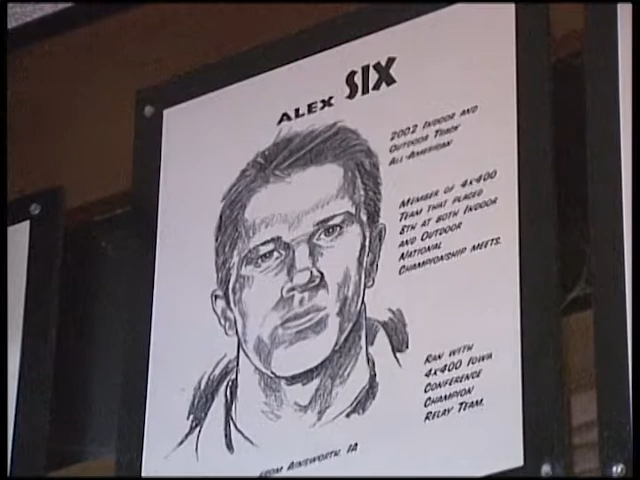 ALEX SIX
2002 INDOOR AND
OUTDOOR TRACK
ALL-AMERICAN
MEMBER OF 4X400
TEAM THAT PLACED
8TH AT BOTH INDOOR
AND OUTDOOR
NATIONAL
CHAMPIONSHIP MEETS.
RAN WITH
4X400 IOWA
CONFERENCE
CHAMPION
RELAY TEAM.
FROM AINSWORTH, IA